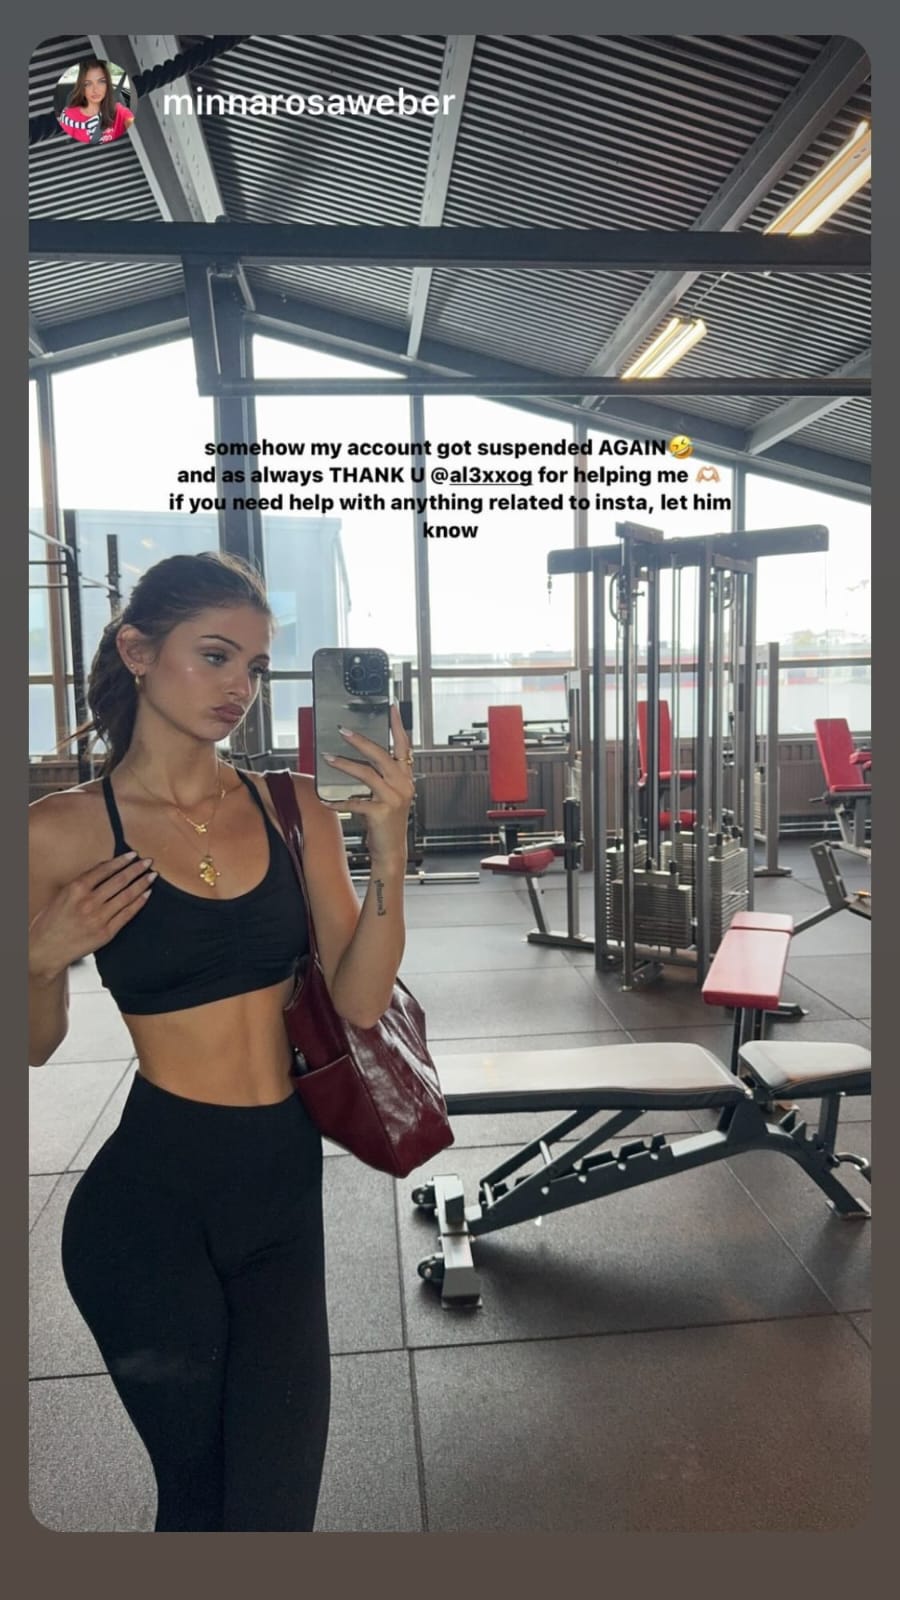 minnarosaweber
somehow my account got suspended AGAIN🤣
and as always THANK U @al3xxog for helping me 🫶🏼
if you need help with anything related to insta, let him
know